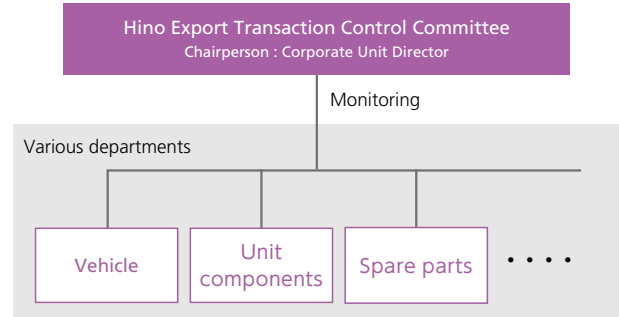 Hino Export Transaction Control Committee
Chairperson : Corporate Unit Director
Monitoring
Various departments
Vehicle
Unit
components
Spare parts
• • • •